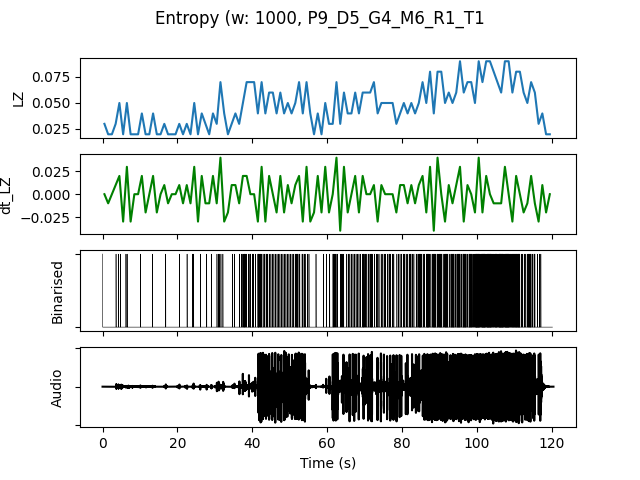 Entropy (w: 1000, P9_D5_G4_M6_R1_T1
0.075
0.050
0.025
LZ
0.025
0.000
−0.025
dt_LZ
Binarised
Audio
0 20 40 60 80 100 120
Time (s)